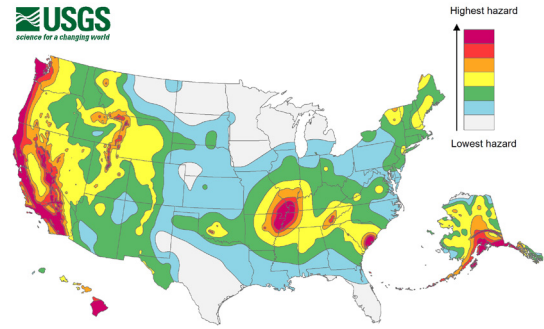 USGS
science for a changing world
Highest hazard
Lowest hazard